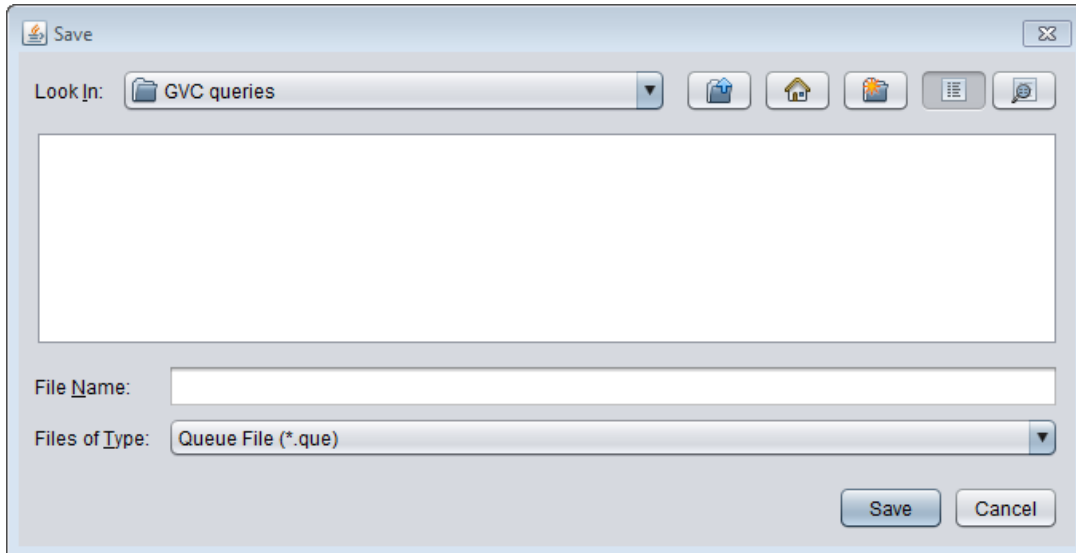 Save
Look In: GVC queries
File Name:
Files of Type: Queue File (*.que)
Save Cancel